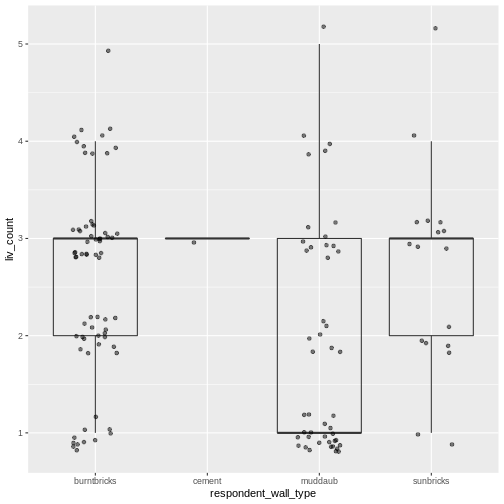 5
4
3
2
1
liv_count
burntbricks cement muddaub sunbricks
respondent_wall_type